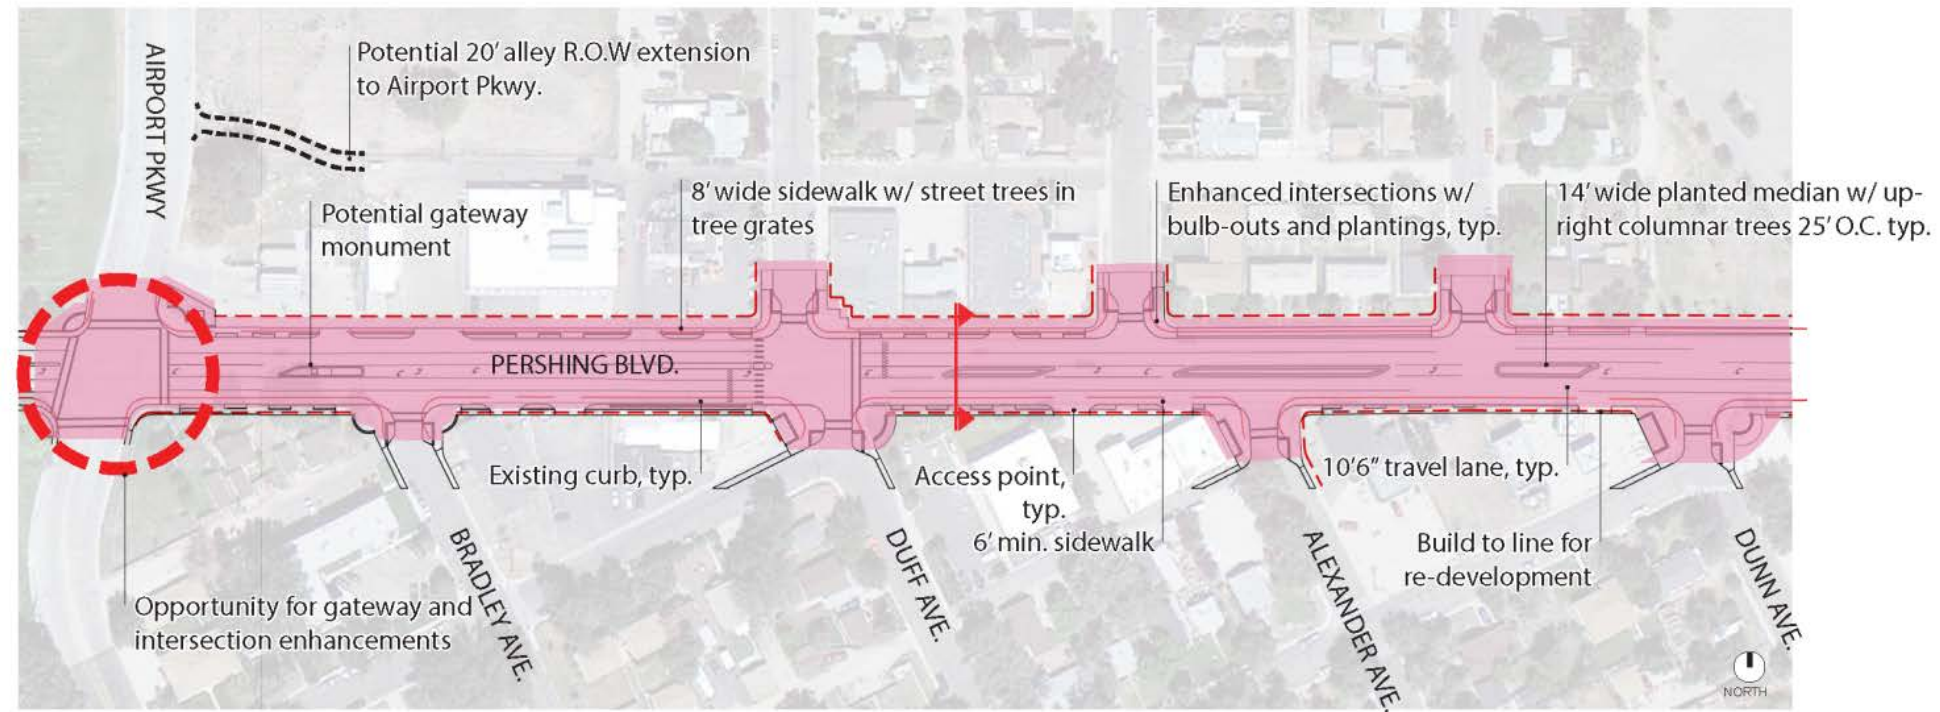 AIRPORT PKWY
Potential 20' alley R.O.W extension
to Airport Pkwy.
Potential gateway
monument
8' wide sidewalk w/ street trees in
tree grates
Enhanced intersections w/
bulb-outs and plantings, typ.
14' wide planted median w/ up-
right columnar trees 25' O.C. typ.
PERSHING BLVD.
Existing curb, typ.
Access point,
typ.
6' min. sidewalk
10'6" travel lane, typ.
Build to line for
re-development
Opportunity for gateway and
intersection enhancements
BRADLEY AVE.
DUFF AVE.
ALEXANDER AVE.
DUNN AVE.
NORTH